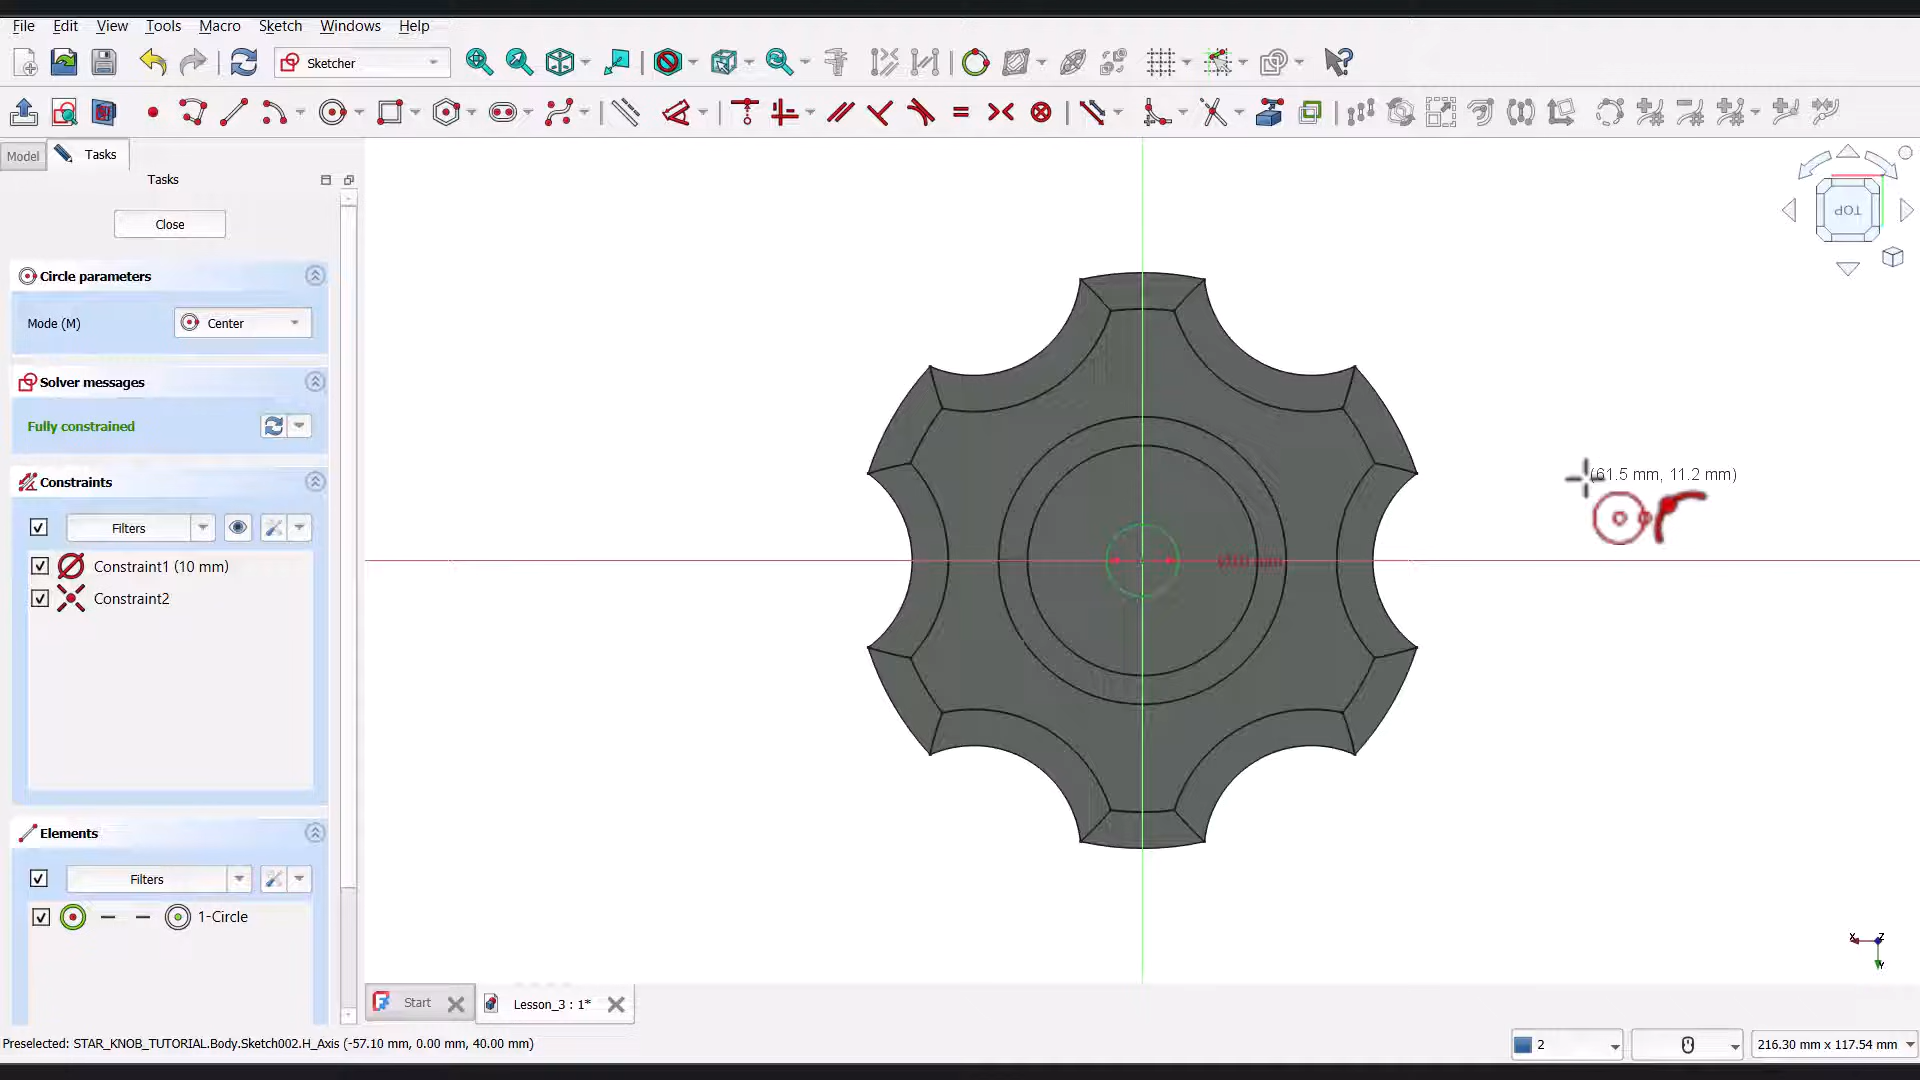 File Edit View Tools Macro Sketch Windows Help
Sketcher
Model Tasks
Tasks
Close
Circle parameters
Mode (M) Center
Solver messages
Fully constrained
Constraints
Filters
Constraint1 (10 mm)
Constraint2
Elements
Filters
1-Circle
TOP
(61.5 mm, 11.2 mm)
X Z
Y
Start Lesson_3 : 1*
Preselected: STAR_KNOB_TUTORIAL.Body.Sketch002.H_Axis (-57.10 mm, 0.00 mm, 40.00 mm)
2 216.30 mm x 117.54 mm